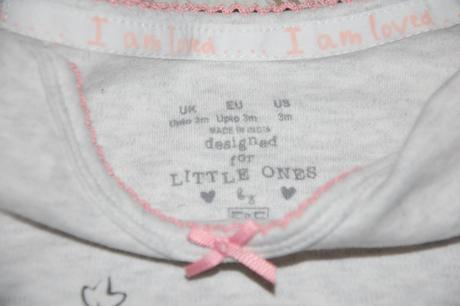 I am loved.... I am loved..
UK EU US
Upto 3m Upto 3m 3m
MADE IN INDIA
designed
for
LITTLE ONES
by